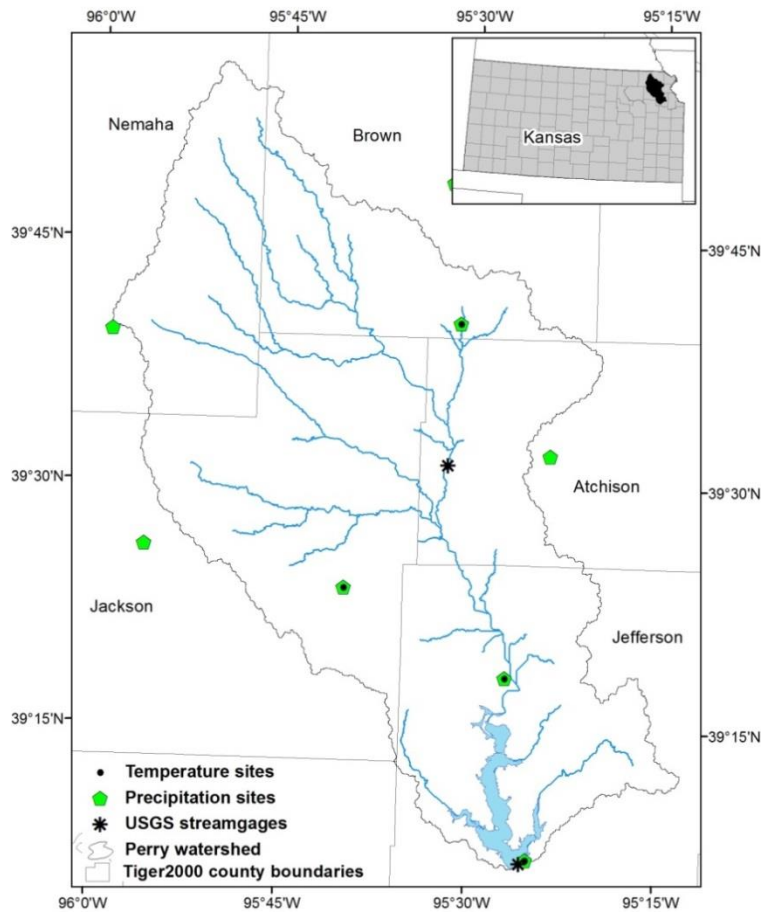 96°0'W 95°45'W 95°30'W 95°15'W
Nemaha
Brown
Kansas
39°45'N
39°45'N
39°30'N
Atchison
39°30'N
Jackson
Jefferson
39°15'N
39°15'N
Temperature sites
Precipitation sites
USGS streamgages
Perry watershed
Tiger2000 county boundaries
96°0'W 95°45'W 95°30'W 95°15'W